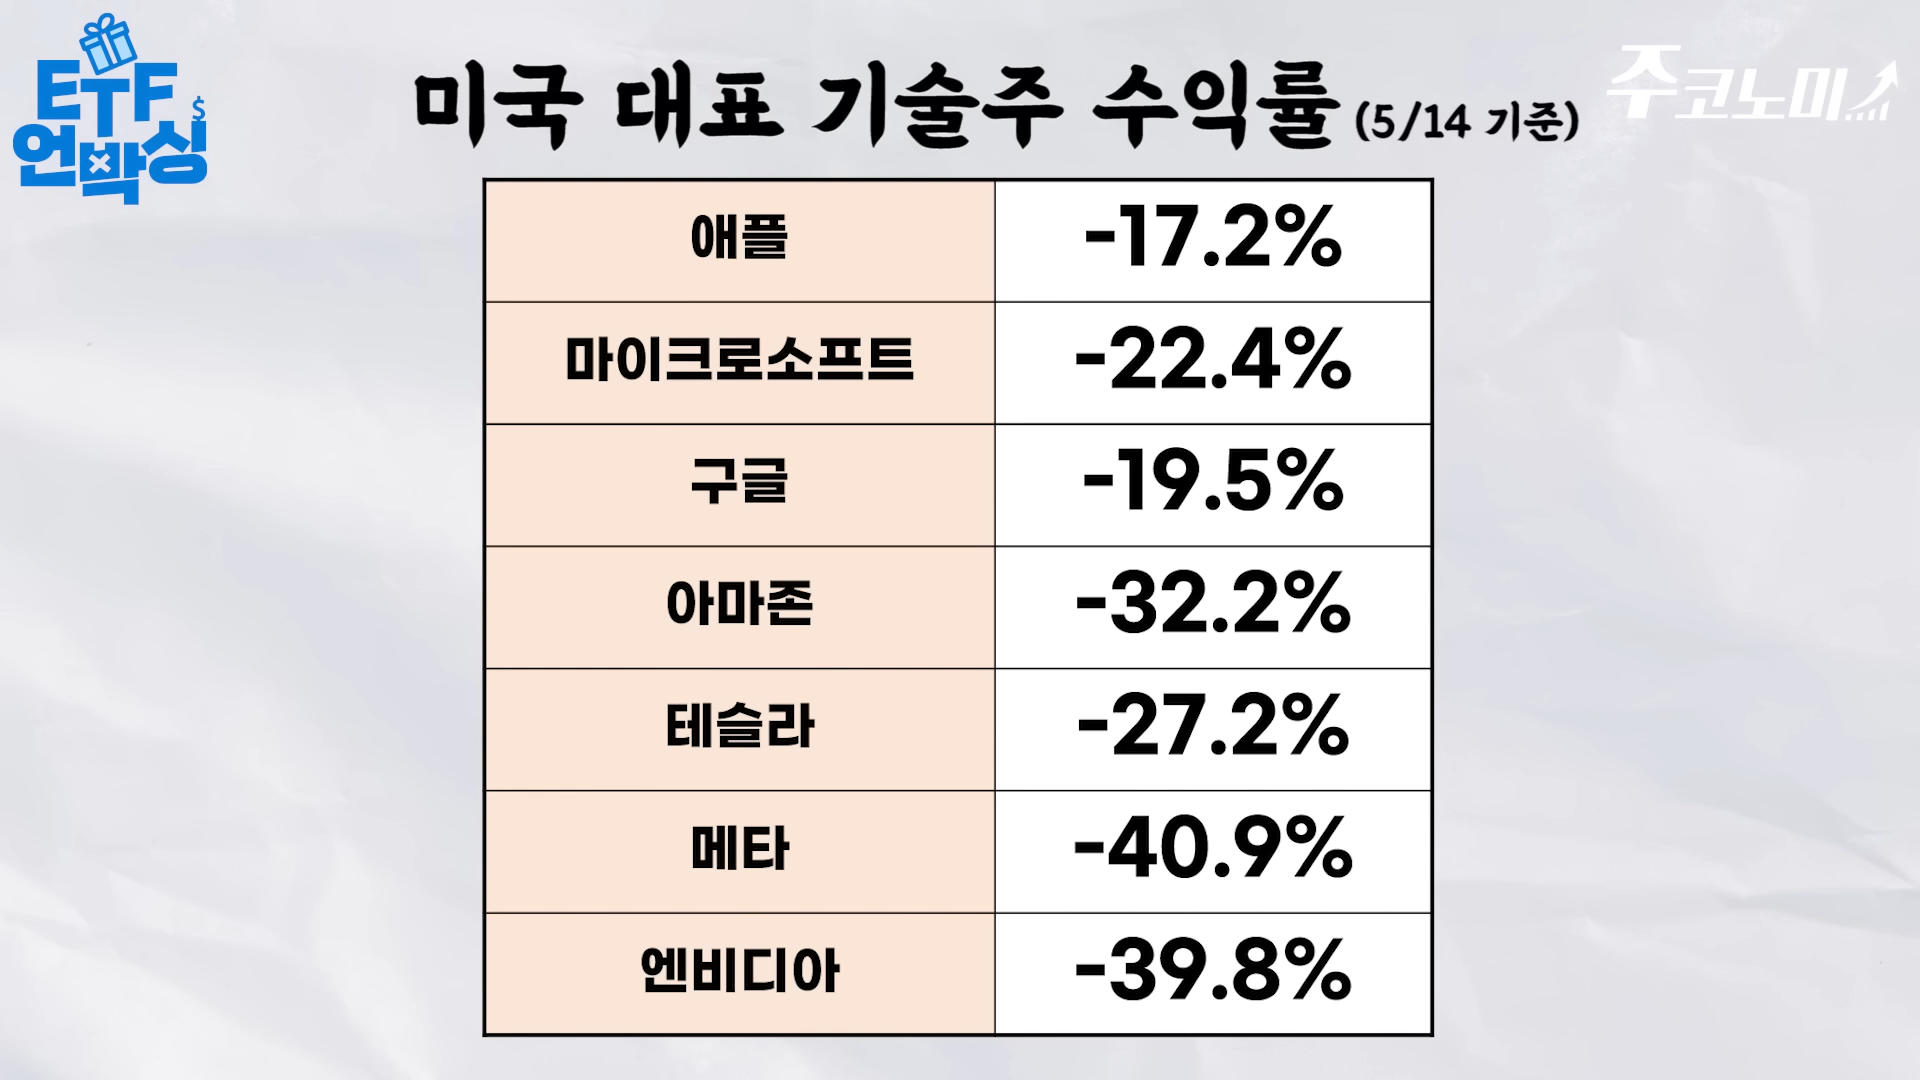 ETF
언박싱
$
미국 대표 기술주 수익률 (5/14 기준)
주코노미
애플 -17.2%
마이크로소프트 -22.4%
구글 -19.5%
아마존 -32.2%
테슬라 -27.2%
메타 -40.9%
엔비디아 -39.8%